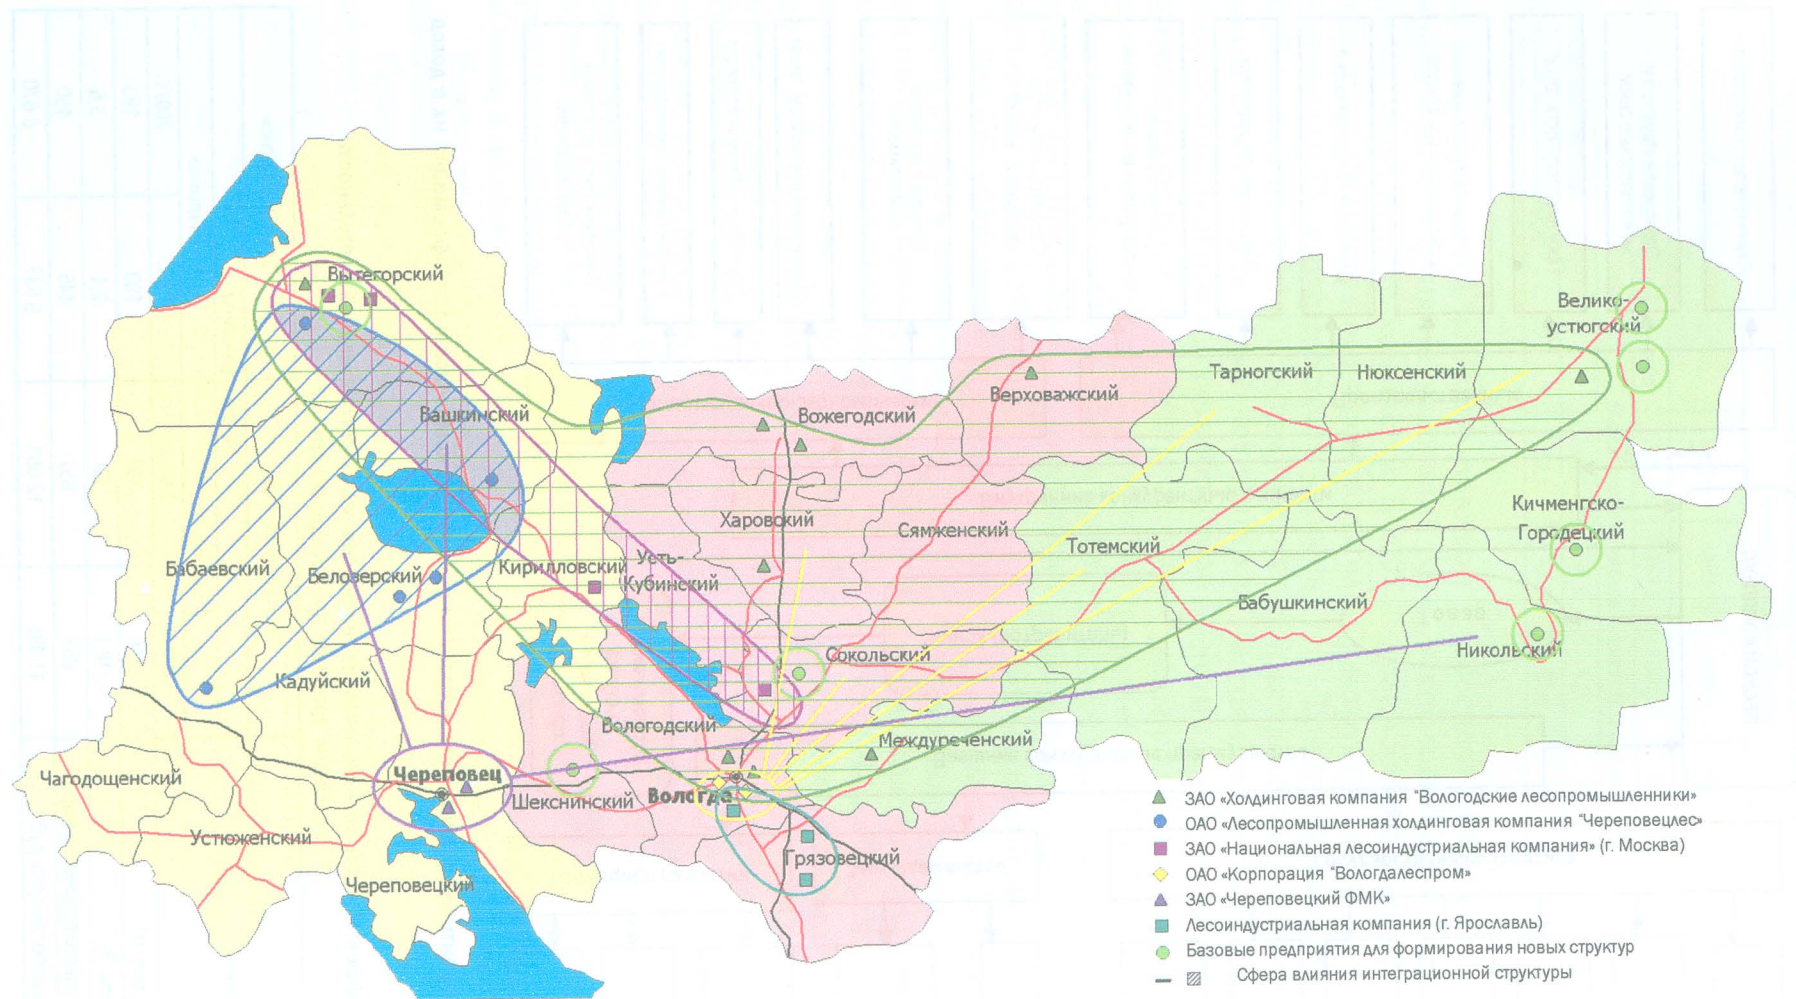 Вытегорский
Велико-
устюгский
Тарногский
Нюксенский
Верховажский
Вашкинский
Вожегодский
Кичменгско-
Городецкий
Харовский
Сямженский
Тотемский
Бабаевский
Белозерский
Кирилловский
Усть-
Кубинский
Бабушкинский
Никольский
Сокольский
Кадуйский
Вологодский
Междуреченский
Чагодощенский
Череповец
Шекснинский
Вологда
Устюженский
Грязовецкий
Череповецкий
ЗАО «Холдинговая компания "Вологодские лесопромышленники»
ОАО «Лесопромышленная холдинговая компания "Череповецлес»
ЗАО «Национальная лесоиндустриальная компания» (г. Москва)
ОАО «Корпорация "Вологдалеспром»
ЗАО «Череповецкий ФМК»
Лесоиндустриальная компания (г. Ярославль)
Базовые предприятия для формирования новых структур
Сфера влияния интеграционной структуры